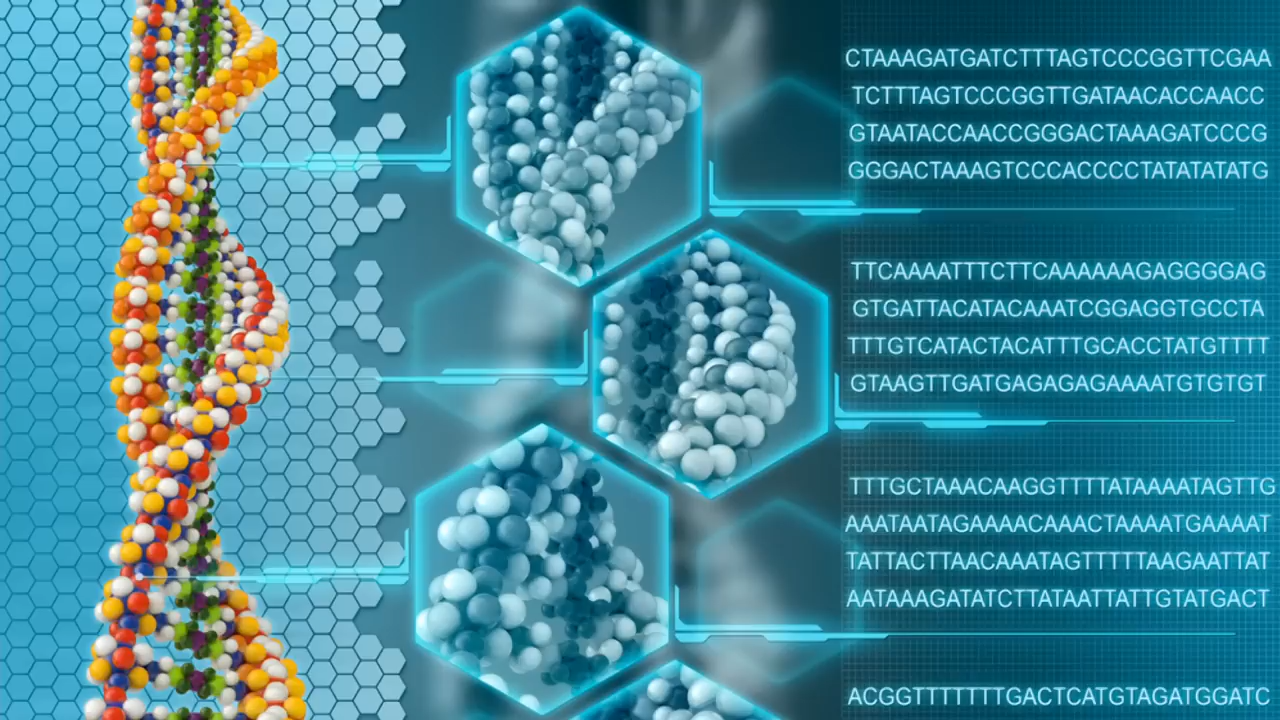 CTAAAGATGATCTTTAGTCCCGGTTCGAA
TCTTTAGTCCCGGTTGATAACACCAACC
GTAATACCAACCGGGACTAAAGATCCCG
GGGACTAAAGTCCCACCCCTATATATATG
TTCAAAATTTCTTCAAAAAAGAGGGGAG
GTGATTACATACAAATCGGAGGTGCCTA
TTTGTCATACTACATTTGCACCTATGTTTT
GTAAGTTGATGAGAGAGAAAATGTGTGT
TTTGCTAAACAAGGTTTTATAAAATAGTTG
AAATAATAGAAAACAAACTAAAATGAAAAT
TATTACTTAACAAATAGTTTTTAAGAATTAT
AATAAAGATATCTTATAATTATTGTATGACT
ACGGTTTTTTTGACTCATGTAGATGGATC